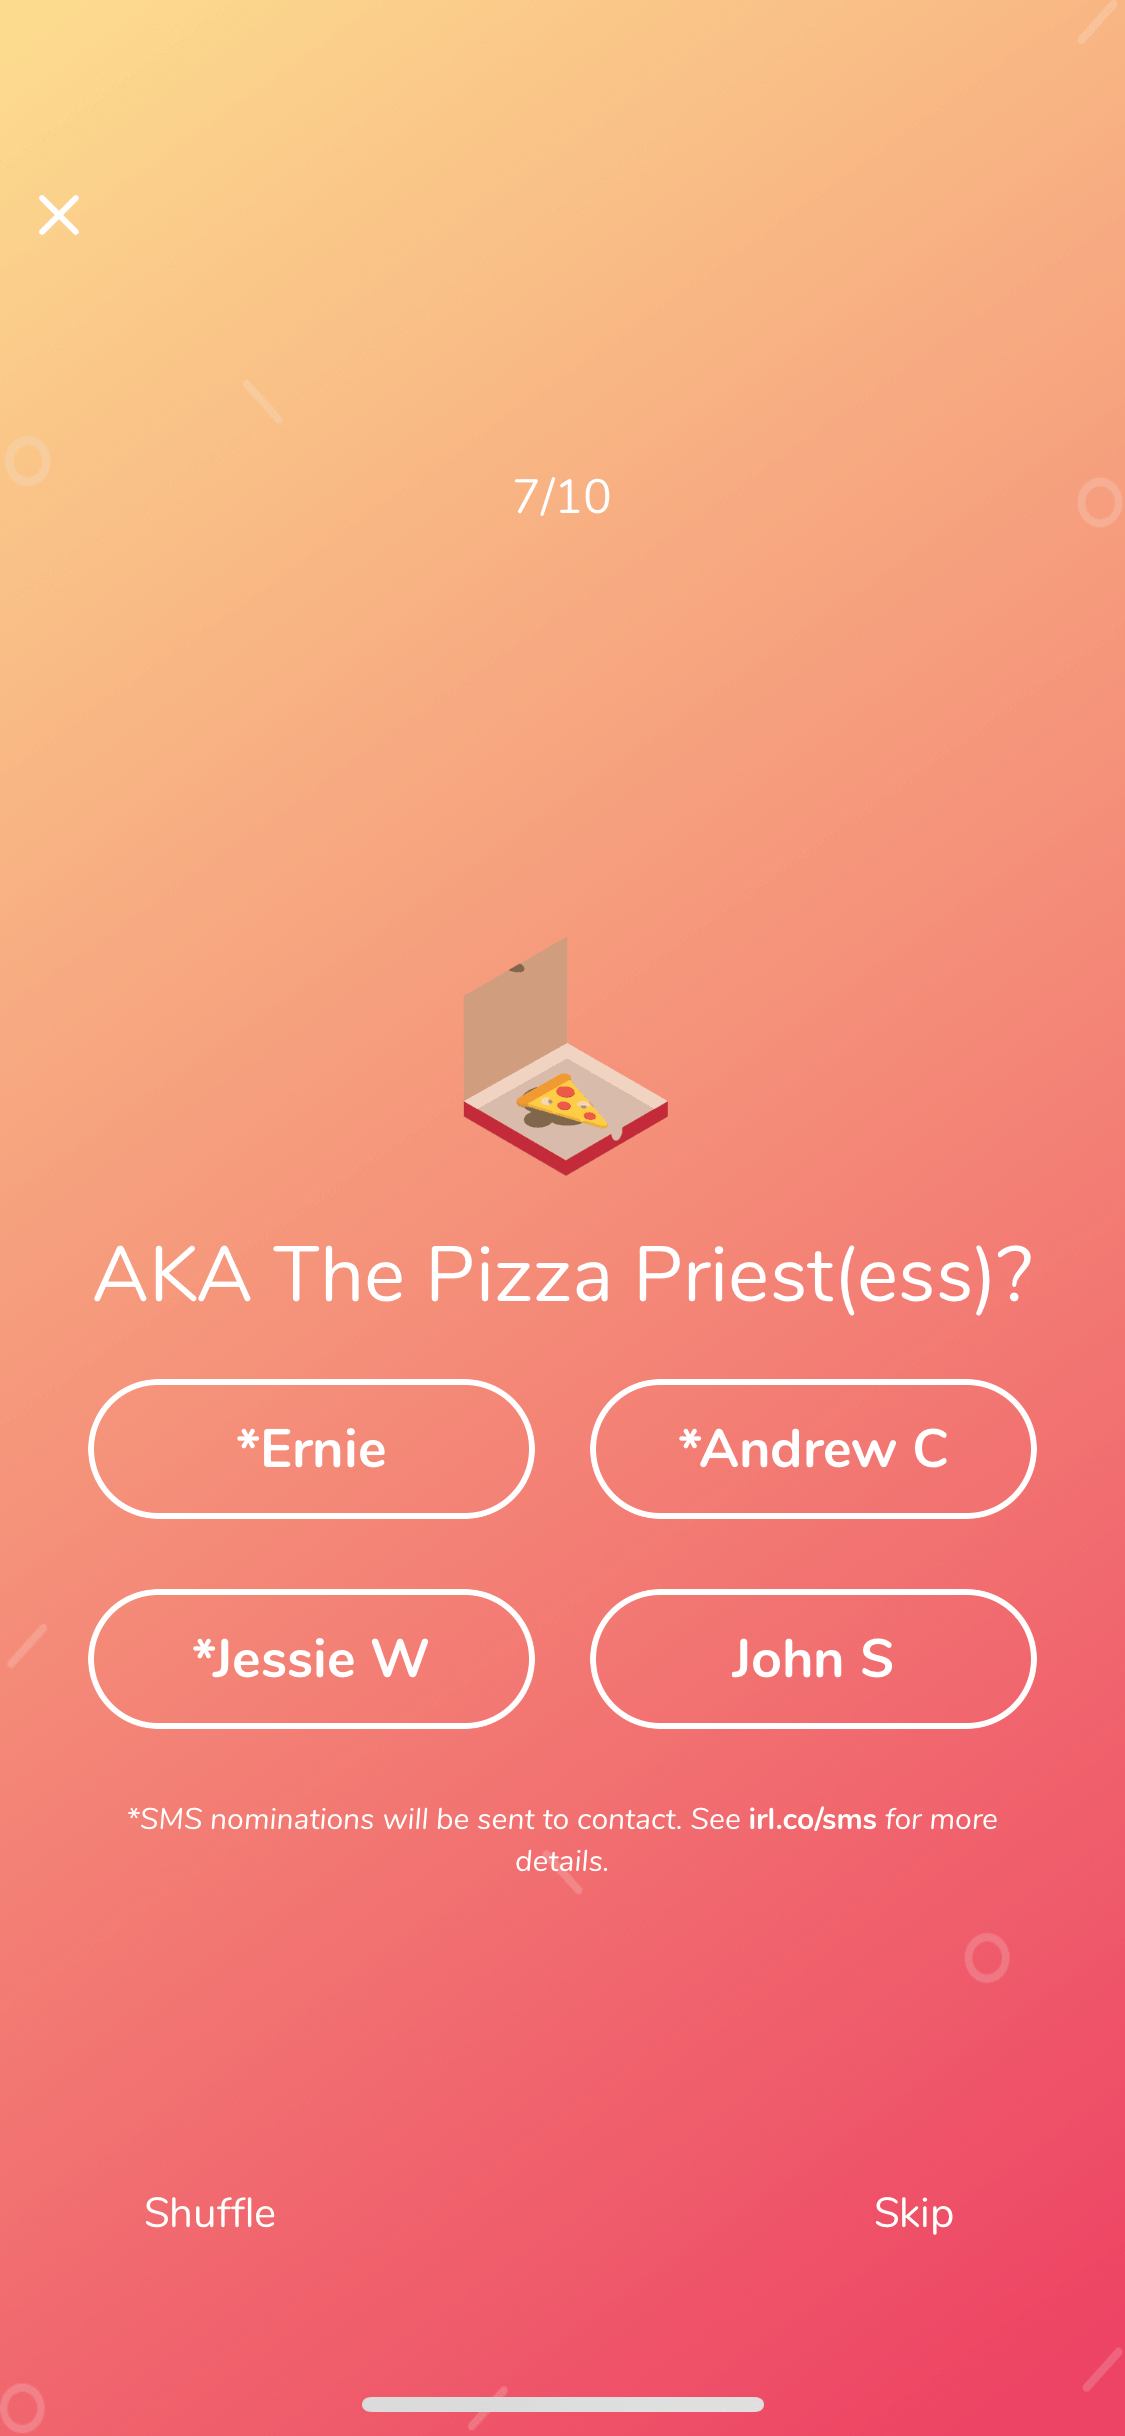 7/10
AKA The Pizza Priest(ess)?
*Ernie
*Andrew C
*Jessie W
John S
*SMS nominations will be sent to contact. See irl.co/sms for more
details.
Shuffle
Skip